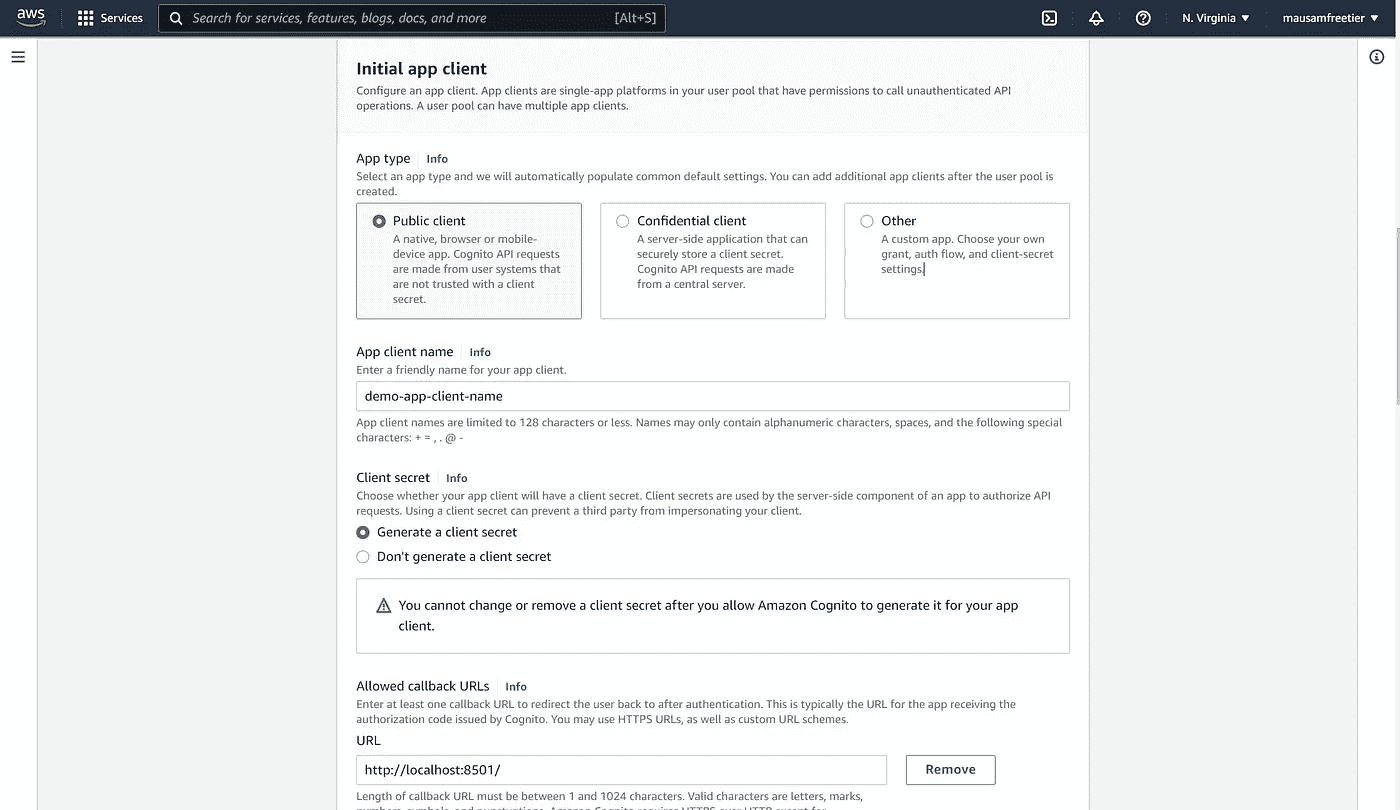 aws
Services
Search for services, features, blogs, docs, and more
[Alt+S]
N. Virginia ▼
mausamfreetier ▼
Initial app client
Configure an app client. App clients are single-app platforms in your user pool that have permissions to call unauthenticated API
operations. A user pool can have multiple app clients.
App type
Info
Select an app type and we will automatically populate common default settings. You can add additional app clients after the user pool is
created.
Public client
A native, browser or mobile-
device app. Cognito API requests
are made from user systems that
are not trusted with a client
secret.
Confidential client
A server-side application that can
securely store a client secret.
Cognito API requests are made
from a central server.
Other
A custom app. Choose your own
grant, auth flow, and client-secret
settings.
App client name
Info
Enter a friendly name for your app client.
demo-app-client-name
App client names are limited to 128 characters or less. Names may only contain alphanumeric characters, spaces, and the following special
characters: + = , . @ -
Client secret
Info
Choose whether your app client will have a client secret. Client secrets are used by the server-side component of an app to authorize API
requests. Using a client secret can prevent a third party from impersonating your client.
Generate a client secret
Don't generate a client secret
You cannot change or remove a client secret after you allow Amazon Cognito to generate it for your app
client.
Allowed callback URLs
Info
Enter at least one callback URL to redirect the user back to after authentication. This is typically the URL for the app receiving the
authorization code issued by Cognito. You may use HTTPS URLs, as well as custom URL schemes.
URL
http://localhost:8501/
Remove
Length of callback URL must be between 1 and 1024 characters. Valid characters are letters, marks,